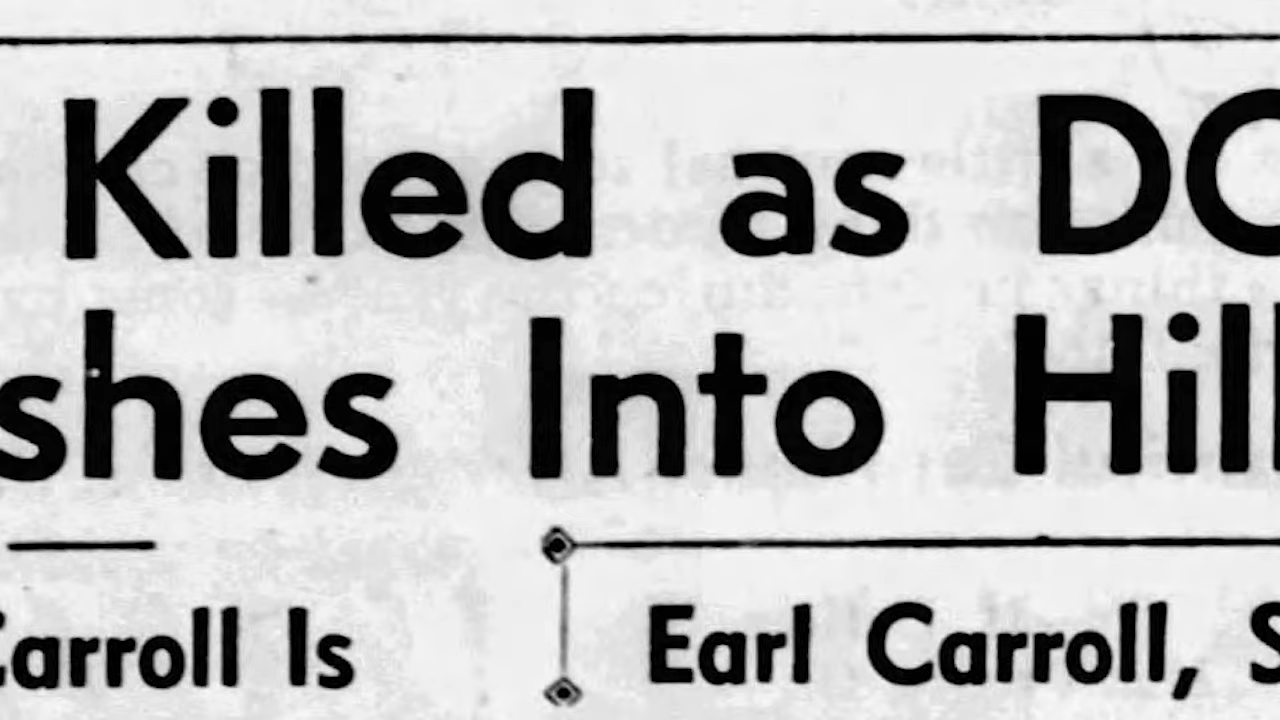 Killed as DC
shes Into Hill
Carroll Is
Earl Carroll, S